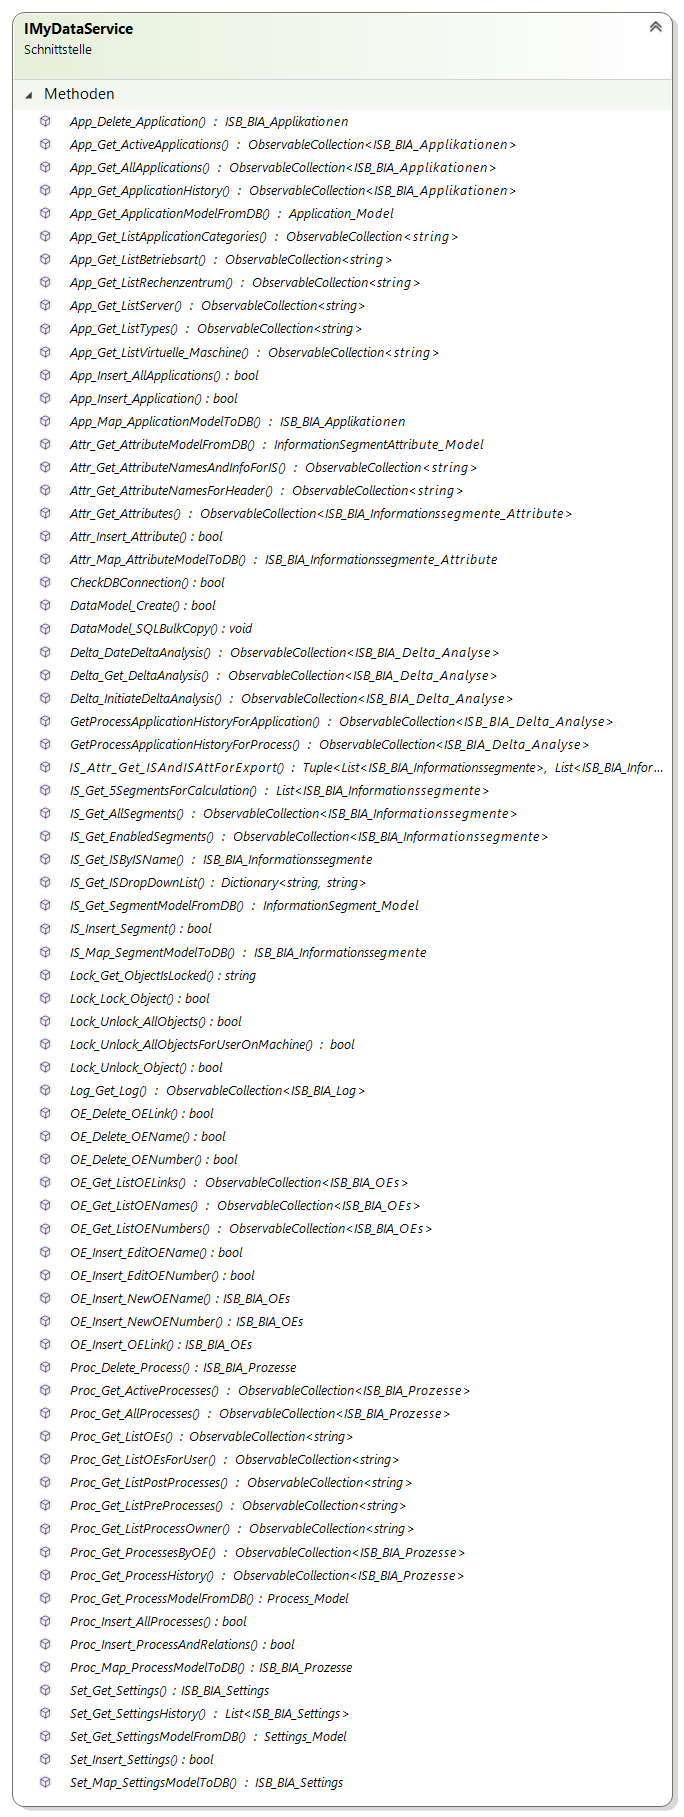 IMyDataService
Schnittstelle
Methoden
App_Delete_Application() : ISB_BIA_Applikationen
App_Get_ActiveApplications() : ObservableCollection<ISB_BIA_Applikationen>
App_Get_AllApplications() : ObservableCollection<ISB_BIA_Applikationen>
App_Get_ApplicationHistory() : ObservableCollection<ISB_BIA_Applikationen>
App_Get_ApplicationModelFromDB() : Application_Model
App_Get_ListApplicationCategories() : ObservableCollection<string>
App_Get_ListBetriebsart() : ObservableCollection<string>
App_Get_ListRechenzentrum() : ObservableCollection<string>
App_Get_ListServer() : ObservableCollection<string>
App_Get_ListTypes() : ObservableCollection<string>
App_Get_ListVirtuelle_Maschine() : ObservableCollection<string>
App_Insert_AllApplications() : bool
App_Insert_Application() : bool
App_Map_ApplicationModelToDB() : ISB_BIA_Applikationen
Attr_Get_AttributeModelFromDB() : InformationSegmentAttribute_Model
Attr_Get_AttributeNamesAndInfoForIS() : ObservableCollection<string>
Attr_Get_AttributeNamesForHeader() : ObservableCollection<string>
Attr_Get_Attributes() : ObservableCollection<ISB_BIA_Informationssegmente_Attribute>
Attr_Insert_Attribute() : bool
Attr_Map_AttributeModelToDB() : ISB_BIA_Informationssegmente_Attribute
CheckDBConnection() : bool
DataModel_Create() : bool
DataModel_SQLBulkCopy() : void
Delta_DateDeltaAnalysis() : ObservableCollection<ISB_BIA_Delta_Analyse>
Delta_Get_DeltaAnalysis() : ObservableCollection<ISB_BIA_Delta_Analyse>
Delta_InitiateDeltaAnalysis() : ObservableCollection<ISB_BIA_Delta_Analyse>
GetProcessApplicationHistoryForApplication() : ObservableCollection<ISB_BIA_Delta_Analyse>
GetProcessApplicationHistoryForProcess() : ObservableCollection<ISB_BIA_Delta_Analyse>
IS_Attr_Get_ISAndISAttForExport() : Tuple<List<ISB_BIA_Informationssegmente>, List<ISB_BIA_Infor...
IS_Get_5SegmentsForCalculation() : List<ISB_BIA_Informationssegmente>
IS_Get_AllSegments() : ObservableCollection<ISB_BIA_Informationssegmente>
IS_Get_EnabledSegments() : ObservableCollection<ISB_BIA_Informationssegmente>
IS_Get_ISByISName() : ISB_BIA_Informationssegmente
IS_Get_ISDropDownList() : Dictionary<string, string>
IS_Get_SegmentModelFromDB() : InformationSegment_Model
IS_Insert_Segment() : bool
IS_Map_SegmentModelToDB() : ISB_BIA_Informationssegmente
Lock_Get_ObjectIsLocked() : string
Lock_Lock_Object() : bool
Lock_Unlock_AllObjects() : bool
Lock_Unlock_AllObjectsForUserOnMachine() : bool
Lock_Unlock_Object() : bool
Log_Get_Log() : ObservableCollection<ISB_BIA_Log>
OE_Delete_OELink() : bool
OE_Delete_OEName() : bool
OE_Delete_OENumber() : bool
OE_Get_ListOELinks() : ObservableCollection<ISB_BIA_OEs>
OE_Get_ListOENames() : ObservableCollection<ISB_BIA_OEs>
OE_Get_ListOENumbers() : ObservableCollection<ISB_BIA_OEs>
OE_Insert_EditOEName() : bool
OE_Insert_EditOENumber() : bool
OE_Insert_NewOEName() : ISB_BIA_OEs
OE_Insert_NewOENumber() : ISB_BIA_OEs
OE_Insert_OELink() : ISB_BIA_OEs
Proc_Delete_Process() : ISB_BIA_Prozesse
Proc_Get_ActiveProcesses() : ObservableCollection<ISB_BIA_Prozesse>
Proc_Get_AllProcesses() : ObservableCollection<ISB_BIA_Prozesse>
Proc_Get_ListOEs() : ObservableCollection<string>
Proc_Get_ListOEsForUser() : ObservableCollection<string>
Proc_Get_ListPostProcesses() : ObservableCollection<string>
Proc_Get_ListPreProcesses() : ObservableCollection<string>
Proc_Get_ListProcessOwner() : ObservableCollection<string>
Proc_Get_ProcessesByOE() : ObservableCollection<ISB_BIA_Prozesse>
Proc_Get_ProcessHistory() : ObservableCollection<ISB_BIA_Prozesse>
Proc_Get_ProcessModelFromDB() : Process_Model
Proc_Insert_AllProcesses() : bool
Proc_Insert_ProcessAndRelations() : bool
Proc_Map_ProcessModelToDB() : ISB_BIA_Prozesse
Set_Get_Settings() : ISB_BIA_Settings
Set_Get_SettingsHistory() : List<ISB_BIA_Settings>
Set_Get_SettingsModelFromDB() : Settings_Model
Set_Insert_Settings() : bool
Set_Map_SettingsModelToDB() : ISB_BIA_Settings